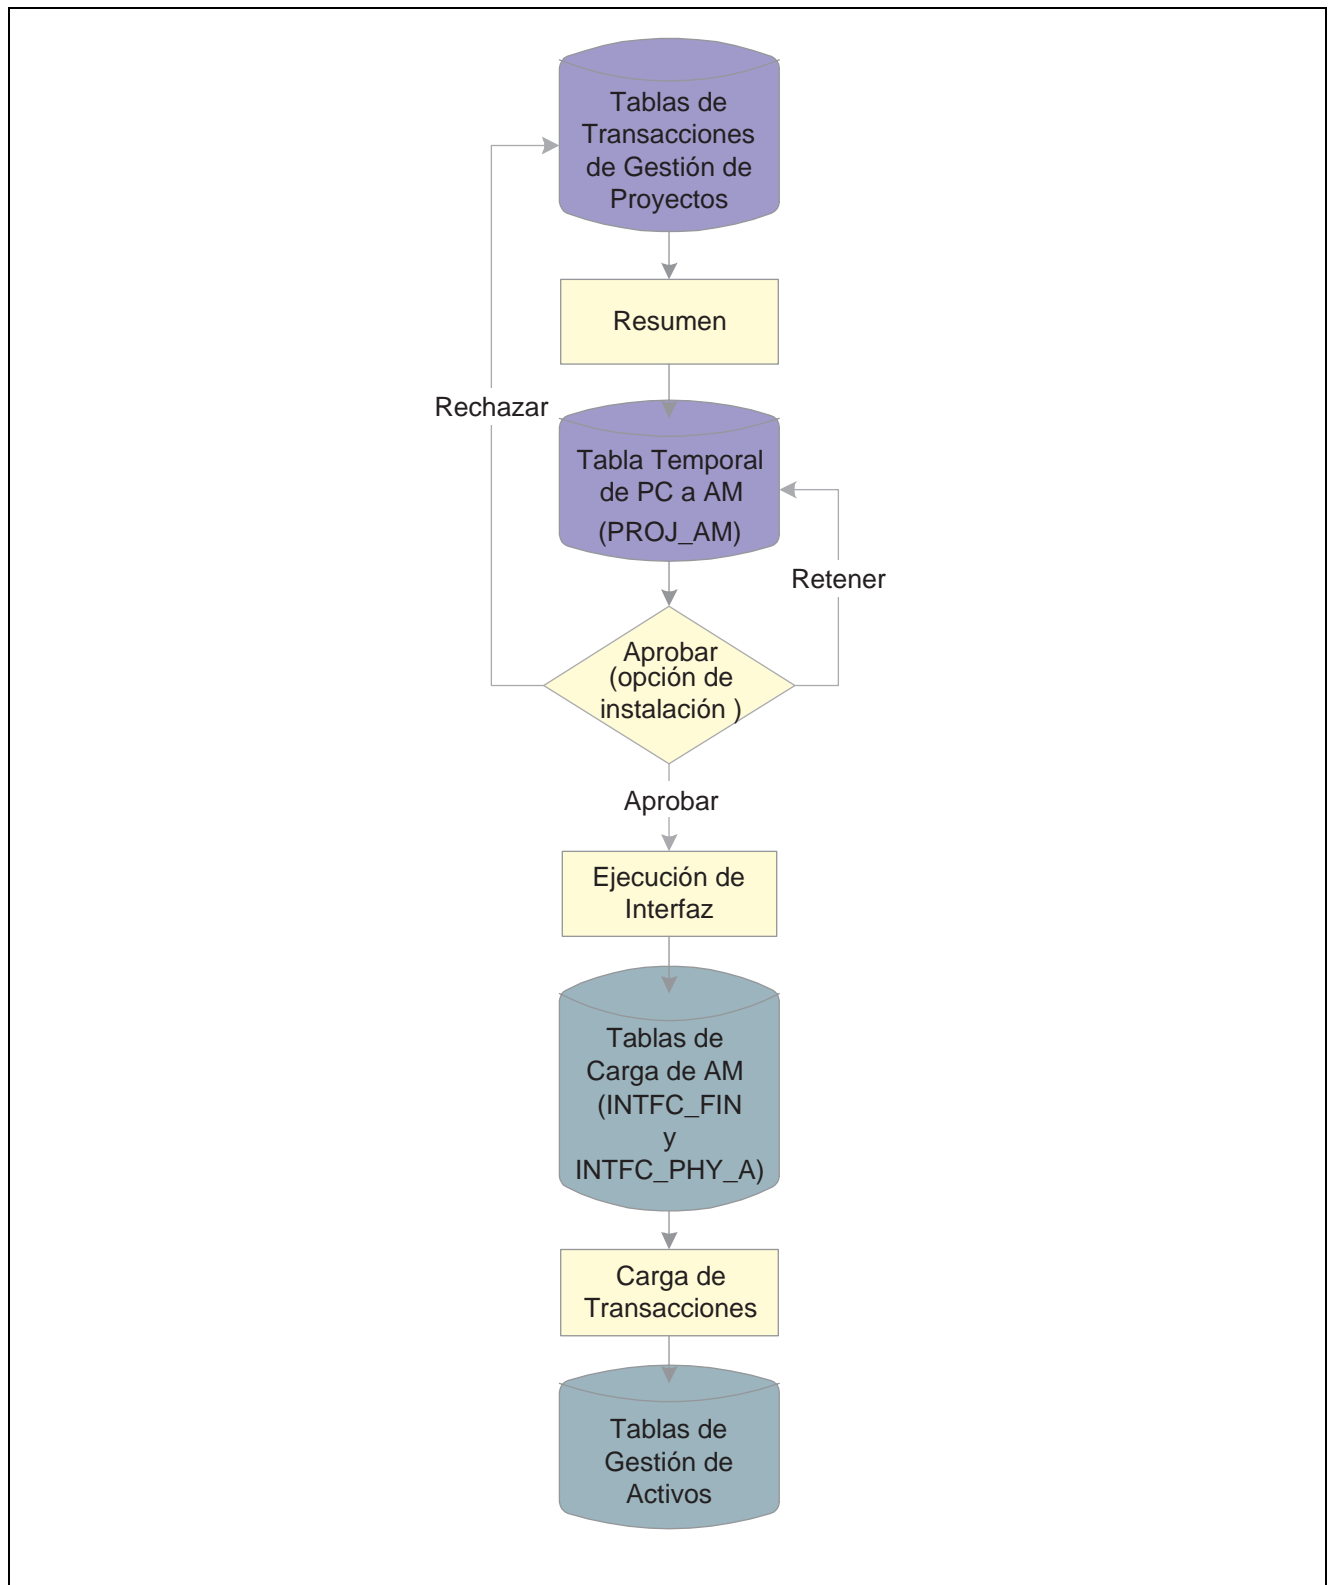 Tablas de
Transacciones
de Gestión de
Proyectos
Resumen
Rechazar
Tabla Temporal
de PC a AM
(PROJ_AM)
Retener
Aprobar
(opción de
instalación )
Aprobar
Ejecución de
Interfaz
Tablas de
Carga de AM
(INTFC_FIN
y
INTFC_PHY_A)
Carga de
Transacciones
Tablas de
Gestión de
Activos